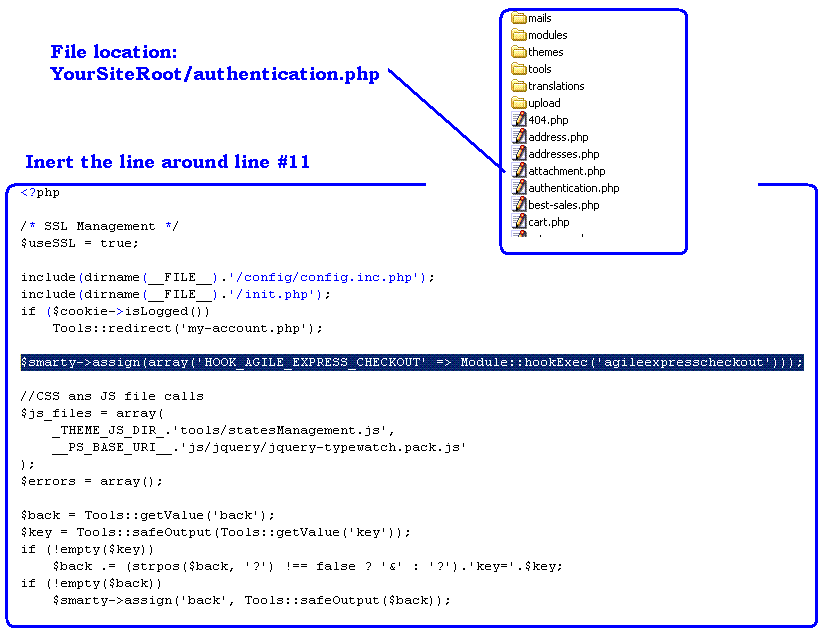 File location:
YourSiteRoot/authentication.php
mails
modules
themes
tools
translations
upload
404.php
address.php
addresses.php
attachment.php
authentication.php
best-sales.php
cart.php
Inert the line around line #11
<?php
/* SSL Management */
$useSSL = true;
include(dirname(__FILE__).'/config/config.inc.php');
include(dirname(__FILE__).'/init.php');
if ($cookie->isLogged())
    Tools::redirect('my-account.php');
$smarty->assign(array('HOOK_AGILE_EXPRESS_CHECKOUT' => Module::hookExec('agileexpresscheckout')));
//CSS ans JS file calls
$js_files = array(
    _THEME_JS_DIR_.'tools/statesManagement.js',
    __PS_BASE_URI__.'js/jquery/jquery-typewatch.pack.js'
);
$errors = array();
$back = Tools::getValue('back');
$key = Tools::safeOutput(Tools::getValue('key'));
if (!empty($key))
    $back .= (strpos($back, '?') !== false ? '&' : '?').'key='.$key;
if (!empty($back))
    $smarty->assign('back', Tools::safeOutput($back));